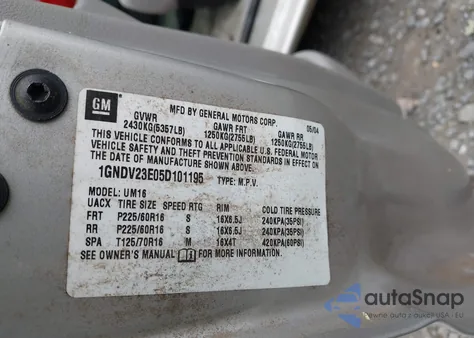 GM
MFD BY GENERAL MOTORS CORP. 05/04
GVWR GAWR FRT GAWR RR
2430KG(5357LB) 1250KG(2755LB) 1250KG(2755LB)
THIS VEHICLE CONFORMS TO ALL APPLICABLE U.S. FEDERAL
VEHICLE SAFETY AND THEFT PREVENTION STANDARDS IN EFFECT ON
THE DATE OF MANUFACTURE SHOWN ABOVE.
1GNDV23E05D101195 TYPE: M.P.V.
MODEL: UM16
UACX TIRE SIZE SPEED RTG RIM COLD TIRE PRESSURE
FRT P225/60R16 S 16X6.5J 240KPA(35PSI)
RR P225/60R16 S 16X6.5J 240KPA(35PSI)
SPA T125/70R16 M 16X4T 420KPA(60PSI)
SEE OWNER'S MANUAL FOR MORE INFORMATION.
autoSnap